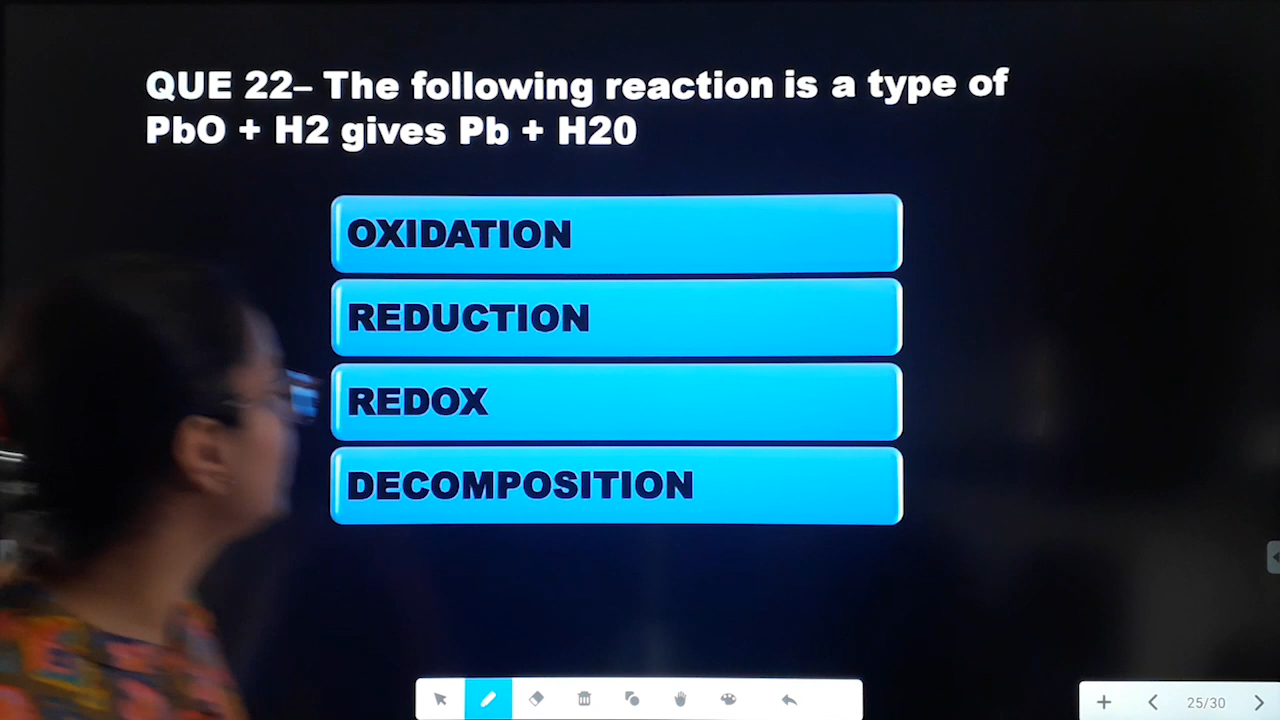 QUE 22– The following reaction is a type of
PbO + H2 gives Pb + H20
OXIDATION
REDUCTION
REDOX
DECOMPOSITION
25/30